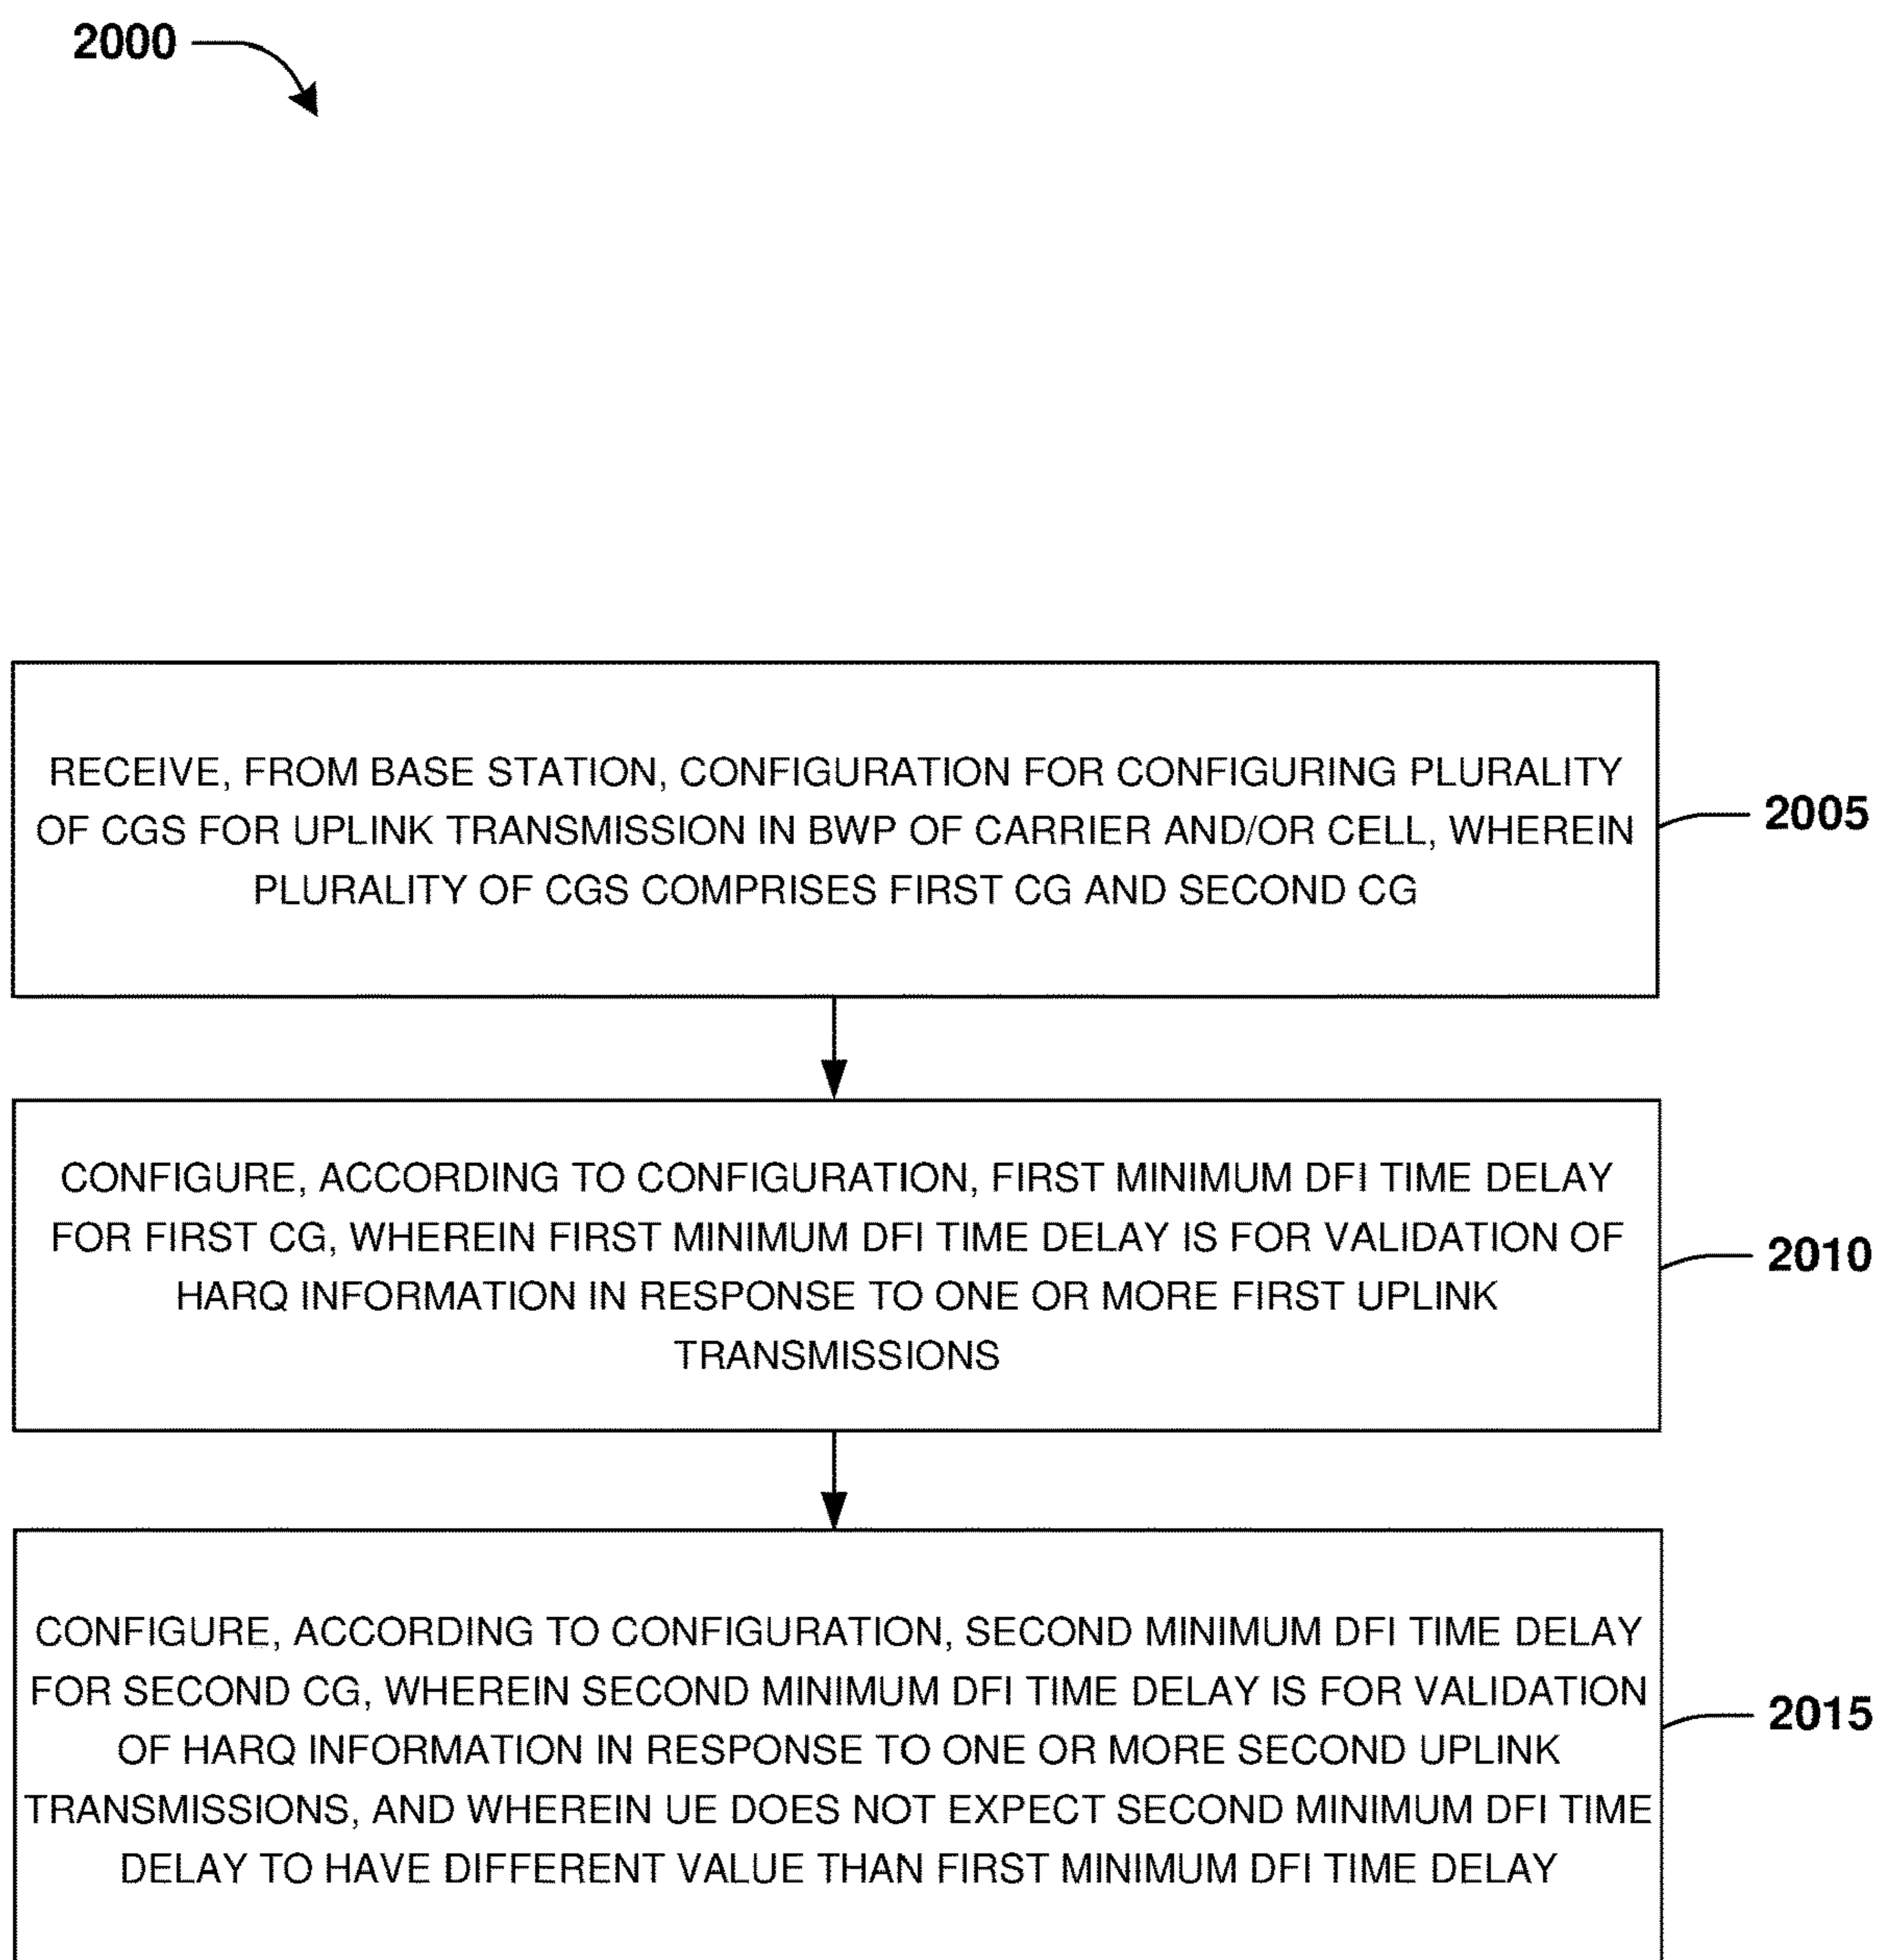 2000
RECEIVE, FROM BASE STATION, CONFIGURATION FOR CONFIGURING PLURALITY
OF CGS FOR UPLINK TRANSMISSION IN BWP OF CARRIER AND/OR CELL, WHEREIN
PLURALITY OF CGS COMPRISES FIRST CG AND SECOND CG
2005
CONFIGURE, ACCORDING TO CONFIGURATION, FIRST MINIMUM DFI TIME DELAY
FOR FIRST CG, WHEREIN FIRST MINIMUM DFI TIME DELAY IS FOR VALIDATION OF
HARQ INFORMATION IN RESPONSE TO ONE OR MORE FIRST UPLINK
TRANSMISSIONS
2010
CONFIGURE, ACCORDING TO CONFIGURATION, SECOND MINIMUM DFI TIME DELAY
FOR SECOND CG, WHEREIN SECOND MINIMUM DFI TIME DELAY IS FOR VALIDATION
OF HARQ INFORMATION IN RESPONSE TO ONE OR MORE SECOND UPLINK
TRANSMISSIONS, AND WHEREIN UE DOES NOT EXPECT SECOND MINIMUM DFI TIME
DELAY TO HAVE DIFFERENT VALUE THAN FIRST MINIMUM DFI TIME DELAY
2015